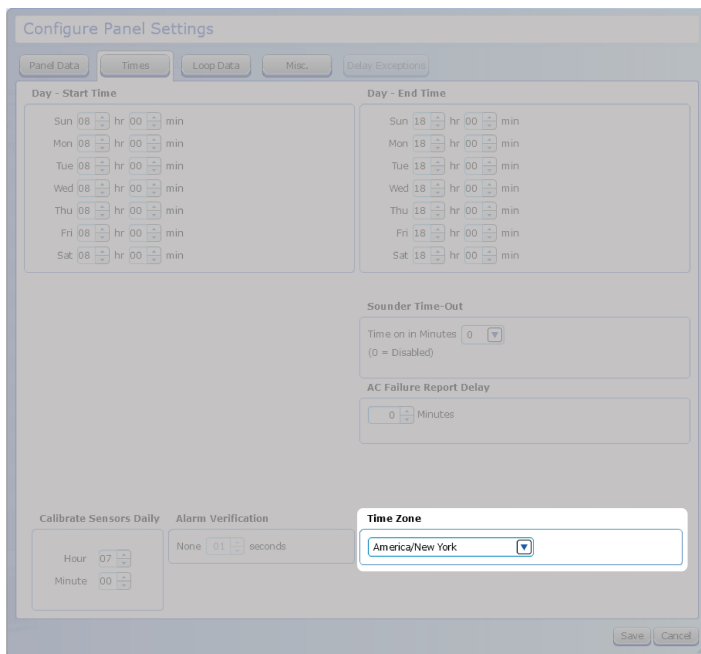 Configure Panel Settings
Panel Data Times Loop Data Misc. Delay Exceptions
Day - Start Time
Sun 08 hr 00 min
Mon 08 hr 00 min
Tue 08 hr 00 min
Wed 08 hr 00 min
Thu 08 hr 00 min
Fri 08 hr 00 min
Sat 08 hr 00 min
Day - End Time
Sun 18 hr 00 min
Mon 18 hr 00 min
Tue 18 hr 00 min
Wed 18 hr 00 min
Thu 18 hr 00 min
Fri 18 hr 00 min
Sat 18 hr 00 min
Sounder Time-Out
Time on in Minutes 0
(0 = Disabled)
AC Failure Report Delay
0 Minutes
Calibrate Sensors Daily
Hour 07
Minute 00
Alarm Verification
None 01 seconds
Time Zone
America/New York
Save Cancel